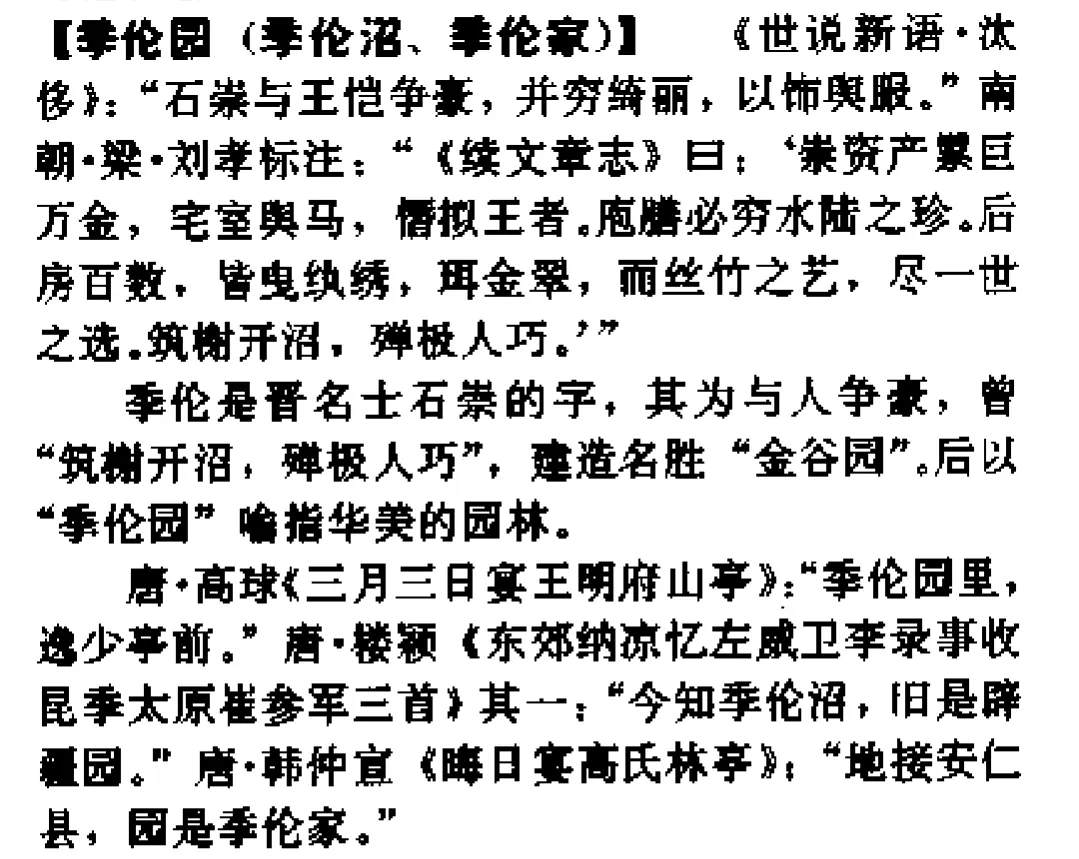 【季伦园（季伦沼、季伦家）】　《世说新语·汰
侈》：“石崇与王恺争豪，并穷绮丽，以饰舆服。”南
朝·梁·刘孝标注：“《续文章志》曰：‘崇资产累巨
万金，宅室舆马，僭拟王者。庖膳必穷水陆之珍。后
房百数，皆曳纨绣，珥金翠，而丝竹之艺，尽一世
之选。筑榭开沼，殚极人巧。’”
季伦是晋名士石崇的字，其为与人争豪，曾
“筑榭开沼，殚极人巧”，建造名胜“金谷园”。后以
“季伦园”喻指华美的园林。
唐·高球《三月三日宴王明府山亭》：“季伦园里，
逸少亭前。”唐·楼颖《东郊纳凉忆左威卫李录事收
昆季太原崔参军三首》其一：“今知季伦沼，旧是辟
疆园。”唐·韩仲宣《晦日宴高氏林亭》：“地接安仁
县，园是季伦家。”